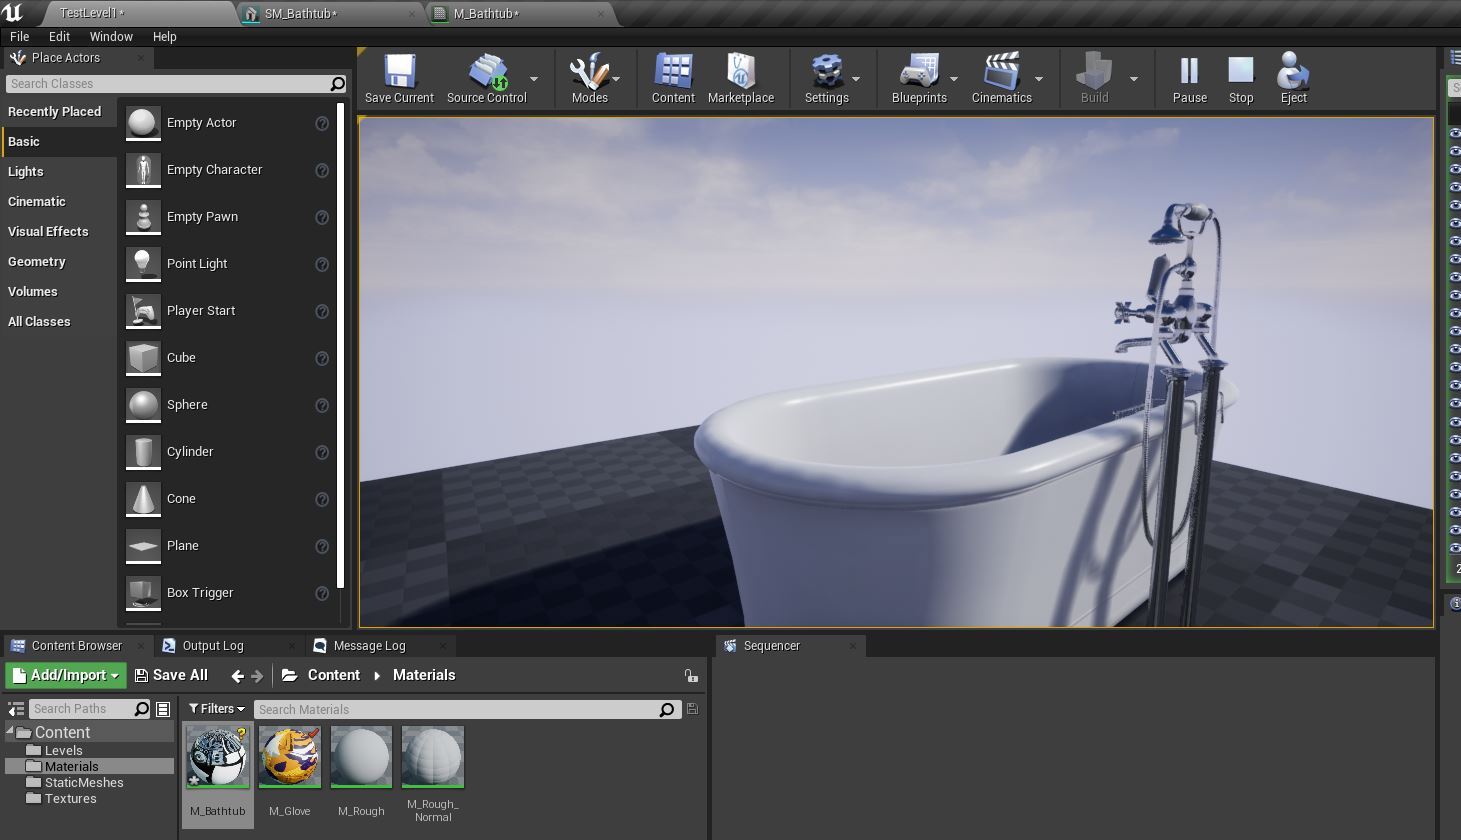 TestLevel1*
SM_Bathtub*
M_Bathtub*
File Edit Window Help
Place Actors
Search Classes
Recently Placed
Basic
Lights
Cinematic
Visual Effects
Geometry
Volumes
All Classes
Empty Actor
Empty Character
Empty Pawn
Point Light
Player Start
Cube
Sphere
Cylinder
Cone
Plane
Box Trigger
Save Current
Source Control
Modes
Content
Marketplace
Settings
Blueprints
Cinematics
Build
Pause
Stop
Eject
Content Browser
Output Log
Message Log
Sequencer
Add/Import
Save All
Content
Materials
Search Paths
Filters
Search Materials
Content
Levels
Materials
StaticMeshes
Textures
M_Bathtub
M_Glove
M_Rough
M_Rough_
Normal